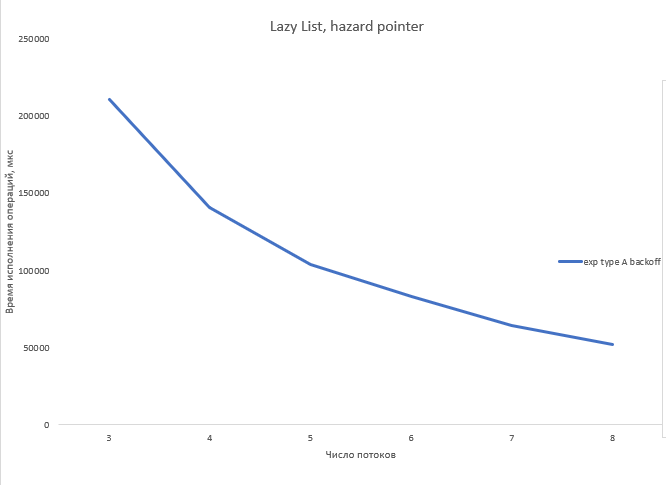 Lazy List, hazard pointer
250000
200000
150000
100000
50000
0
Время исполнения операций, мкс
3 4 5 6 7 8
Число потоков
exp type A backoff